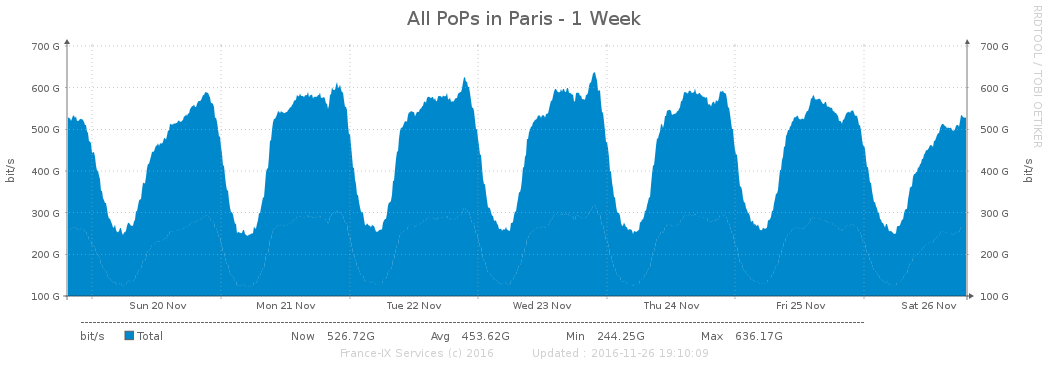 All PoPs in Paris - 1 Week
RRDTOOL / TOBI OETIKER
bit/s
700 G
600 G
500 G
400 G
300 G
200 G
100 G
700 G
600 G
500 G
400 G
300 G
200 G
100 G
bit/s
Sun 20 Nov Mon 21 Nov Tue 22 Nov Wed 23 Nov Thu 24 Nov Fri 25 Nov Sat 26 Nov
bit/s Total Now 526.72G Avg 453.62G Min 244.25G Max 636.17G
France-IX Services (c) 2016 Updated : 2016-11-26 19:10:09